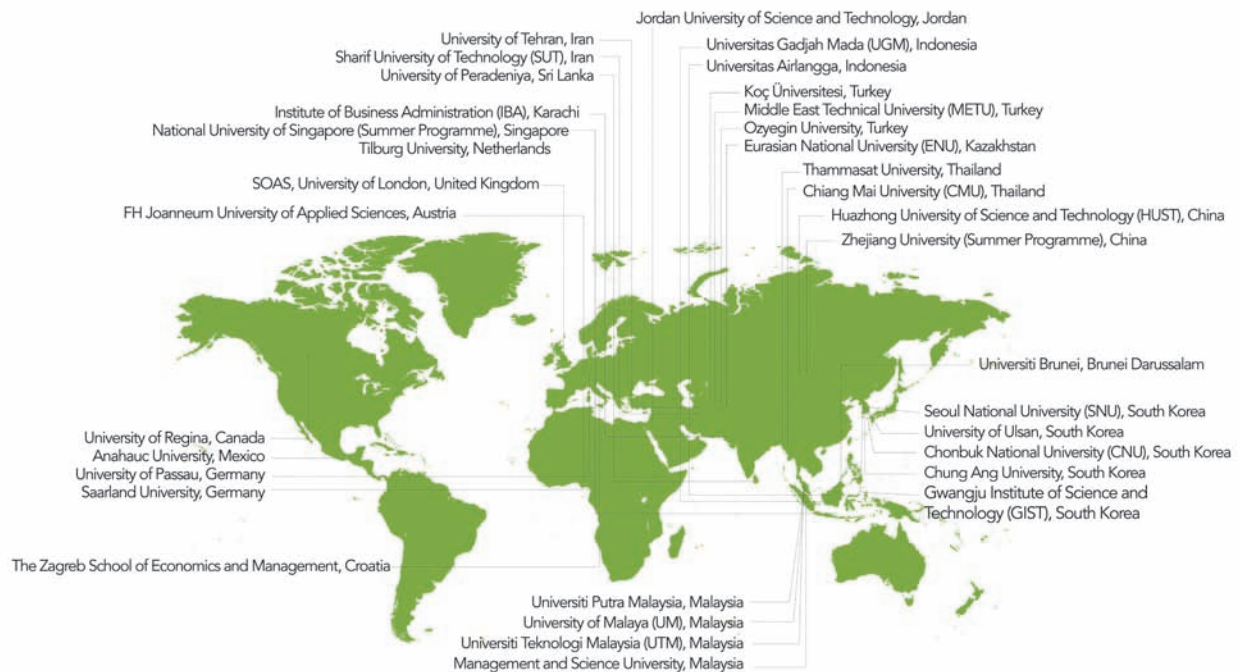 Jordan University of Science and Technology, Jordan
University of Tehran, Iran
Sharif University of Technology (SUT), Iran
University of Peradeniya, Sri Lanka
Universitas Gadjah Mada (UGM), Indonesia
Universitas Airlangga, Indonesia
Koç Üniversitesi, Turkey
Middle East Technical University (METU), Turkey
Ozyegin University, Turkey
Eurasian National University (ENU), Kazakhstan
Institute of Business Administration (IBA), Karachi
National University of Singapore (Summer Programme), Singapore
Tilburg University, Netherlands
Thammasat University, Thailand
Chiang Mai University (CMU), Thailand
SOAS, University of London, United Kingdom
FH Joanneum University of Applied Sciences, Austria
Huazhong University of Science and Technology (HUST), China
Zhejiang University (Summer Programme), China
Universiti Brunei, Brunei Darussalam
Seoul National University (SNU), South Korea
University of Ulsan, South Korea
Chonbuk National University (CNU), South Korea
Chung Ang University, South Korea
Gwangju Institute of Science and
Technology (GIST), South Korea
University of Regina, Canada
Anahauc University, Mexico
University of Passau, Germany
Saarland University, Germany
The Zagreb School of Economics and Management, Croatia
Universiti Putra Malaysia, Malaysia
University of Malaya (UM), Malaysia
Universiti Teknologi Malaysia (UTM), Malaysia
Management and Science University, Malaysia